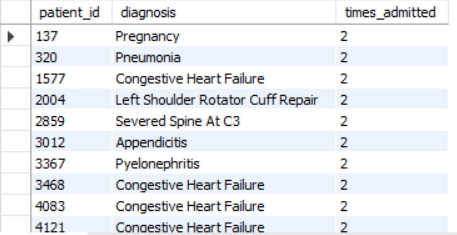 patient_id diagnosis times_admitted
137 Pregnancy 2
320 Pneumonia 2
1577 Congestive Heart Failure 2
2004 Left Shoulder Rotator Cuff Repair 2
2859 Severed Spine At C3 2
3012 Appendicitis 2
3367 Pyelonephritis 2
3468 Congestive Heart Failure 2
4083 Congestive Heart Failure 2
4121 Congestive Heart Failure 2